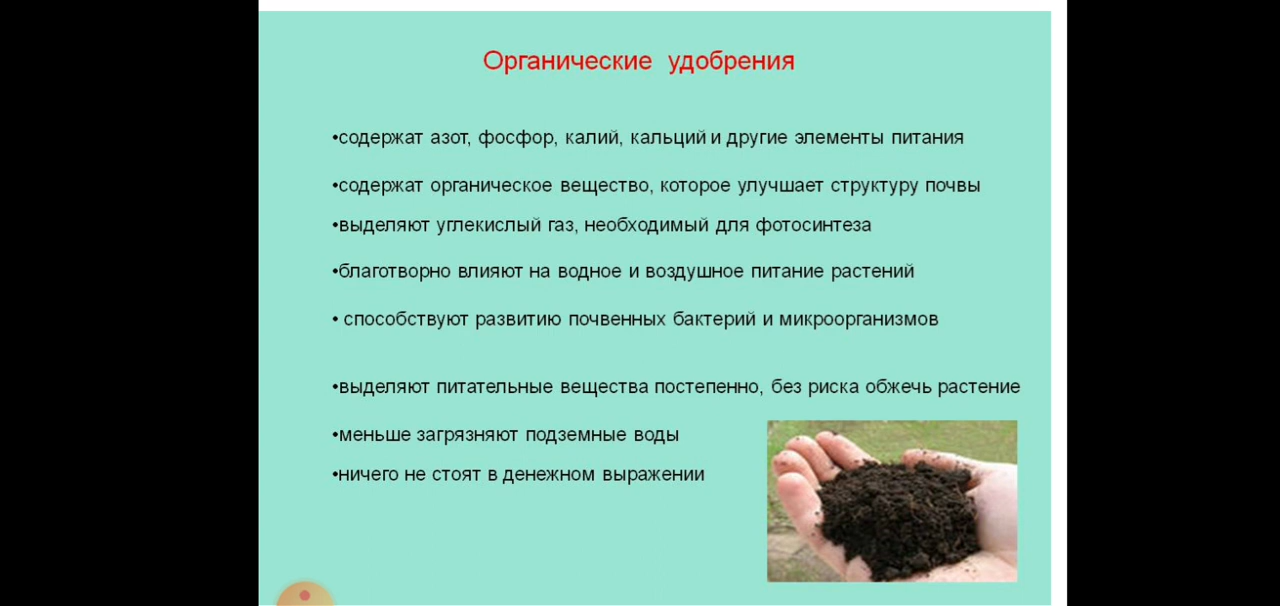 Органические удобрения
•содержат азот, фосфор, калий, кальций и другие элементы питания
•содержат органическое вещество, которое улучшает структуру почвы
•выделяют углекислый газ, необходимый для фотосинтеза
•благотворно влияют на водное и воздушное питание растений
• способствуют развитию почвенных бактерий и микроорганизмов
•выделяют питательные вещества постепенно, без риска обжечь растение
•меньше загрязняют подземные воды
•ничего не стоят в денежном выражении